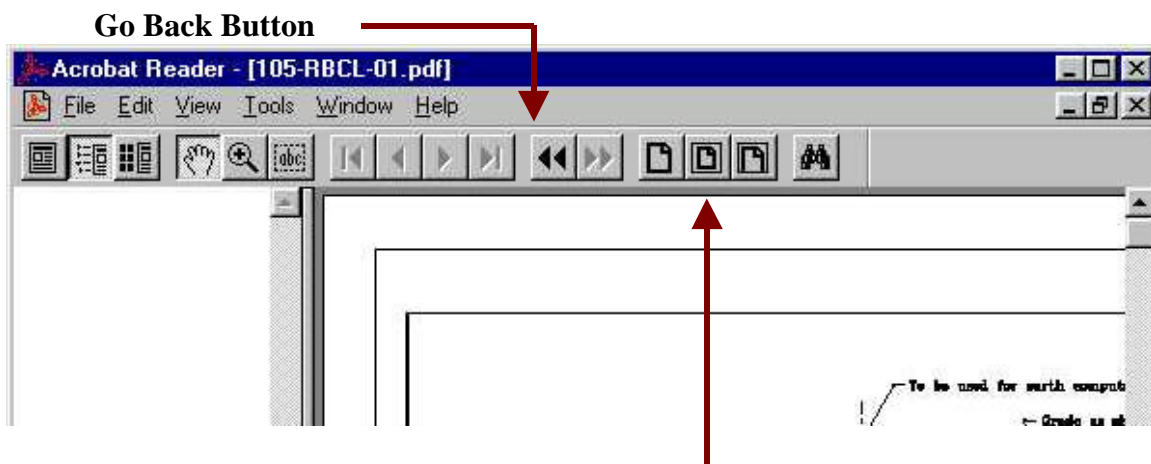 Go Back Button
Acrobat Reader - [105-RBCL-01.pdf]
File Edit View Tools Window Help
abc
To be used for earth comput
Grade as sh